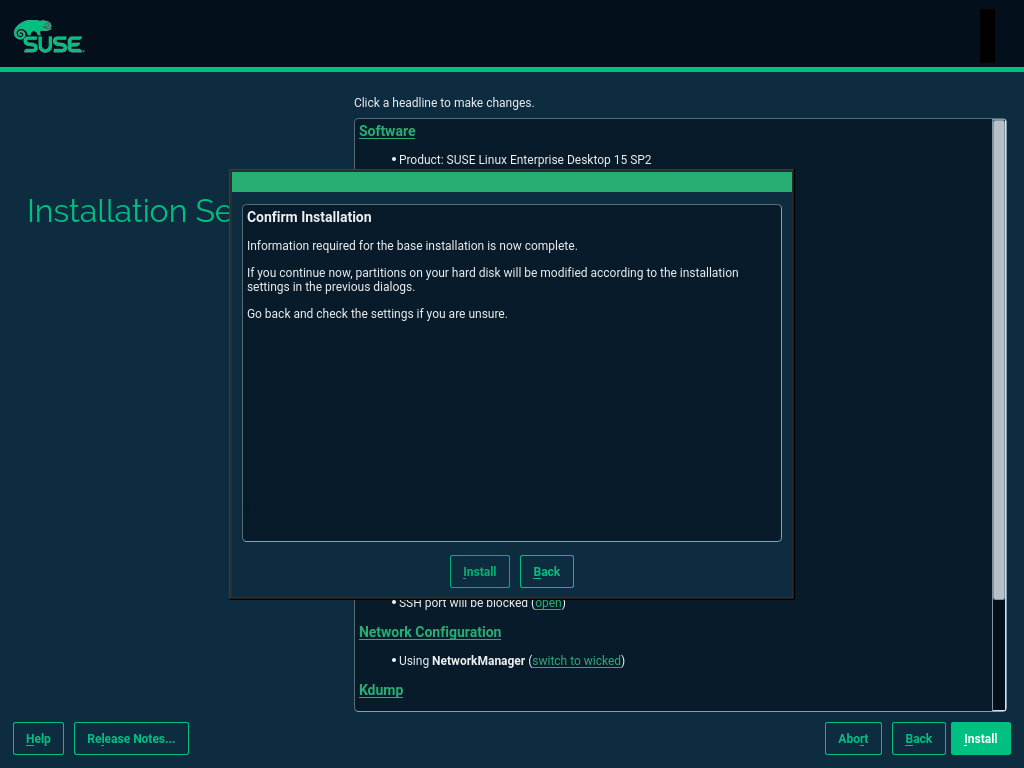 SUSE
Click a headline to make changes.
Software
• Product: SUSE Linux Enterprise Desktop 15 SP2
Installation Se
Confirm Installation
Information required for the base installation is now complete.
If you continue now, partitions on your hard disk will be modified according to the installation
settings in the previous dialogs.
Go back and check the settings if you are unsure.
Install Back
• SSH port will be blocked (open)
Network Configuration
• Using NetworkManager (switch to wicked)
Kdump
Help Release Notes... Abort Back Install